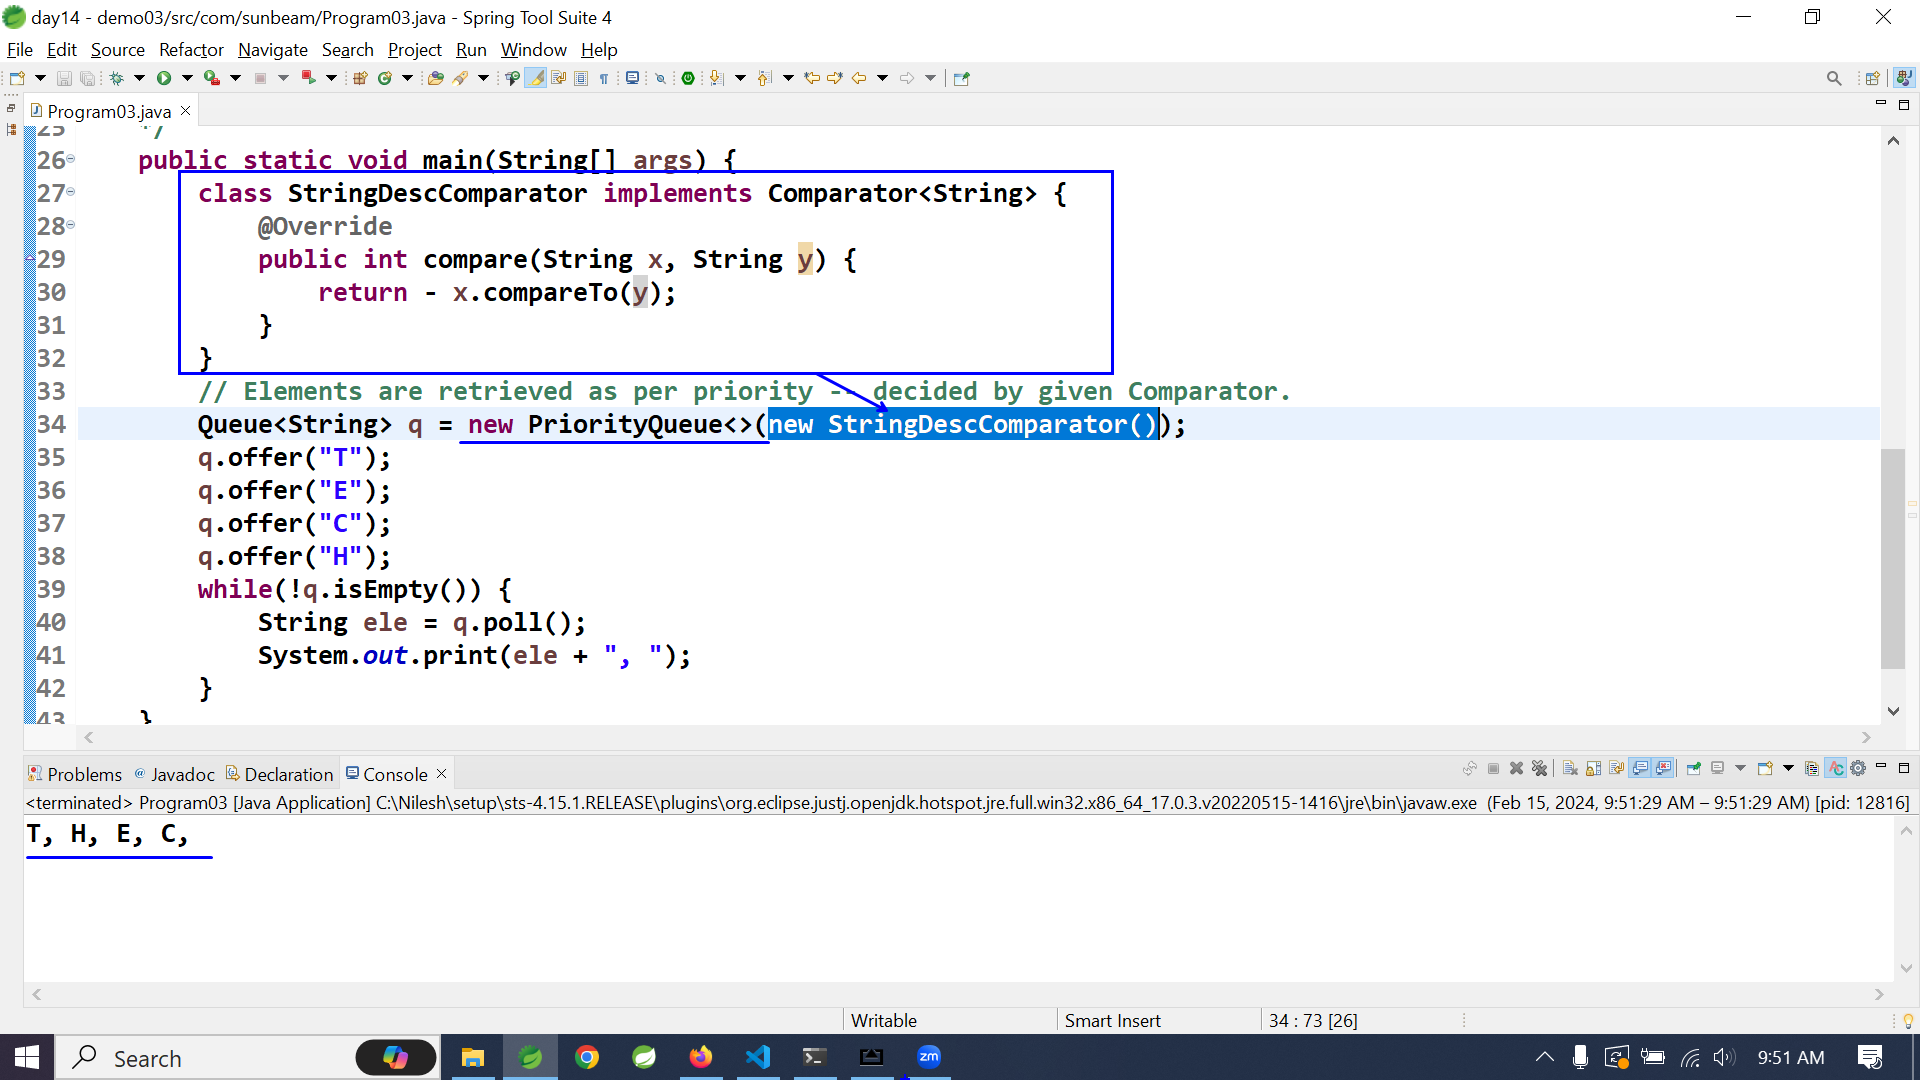 day14 - demo03/src/com/sunbeam/Program03.java - Spring Tool Suite 4
File Edit Source Refactor Navigate Search Project Run Window Help
Program03.java
25 */
26 public static void main(String[] args) {
27 class StringDescComparator implements Comparator<String> {
28 @Override
29 public int compare(String x, String y) {
30 return - x.compareTo(y);
31 }
32 }
33 // Elements are retrieved as per priority -- decided by given Comparator.
34 Queue<String> q = new PriorityQueue<>(new StringDescComparator());
35 q.offer("T");
36 q.offer("E");
37 q.offer("C");
38 q.offer("H");
39 while(!q.isEmpty()) {
40 String ele = q.poll();
41 System.out.print(ele + ", ");
42 }
43 }
Problems Javadoc Declaration Console
<terminated> Program03 [Java Application] C:\Nilesh\setup\sts-4.15.1.RELEASE\plugins\org.eclipse.justj.openjdk.hotspot.jre.full.win32.x86_64_17.0.3.v20220515-1416\jre\bin\javaw.exe (Feb 15, 2024, 9:51:29 AM – 9:51:29 AM) [pid: 12816]
T, H, E, C,
Writable Smart Insert 34 : 73 [26]
Search zm 9:51 AM